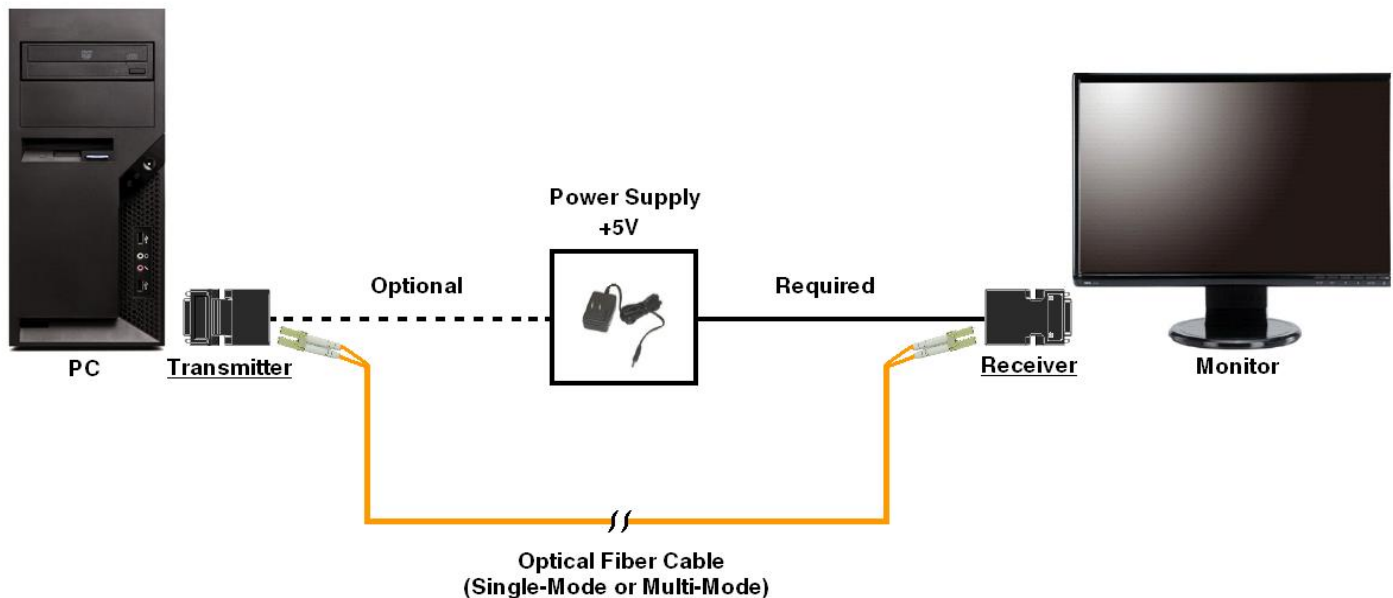 Power Supply
+5V
Optional
Required
PC
Transmitter
Receiver
Monitor
Optical Fiber Cable
(Single-Mode or Multi-Mode)